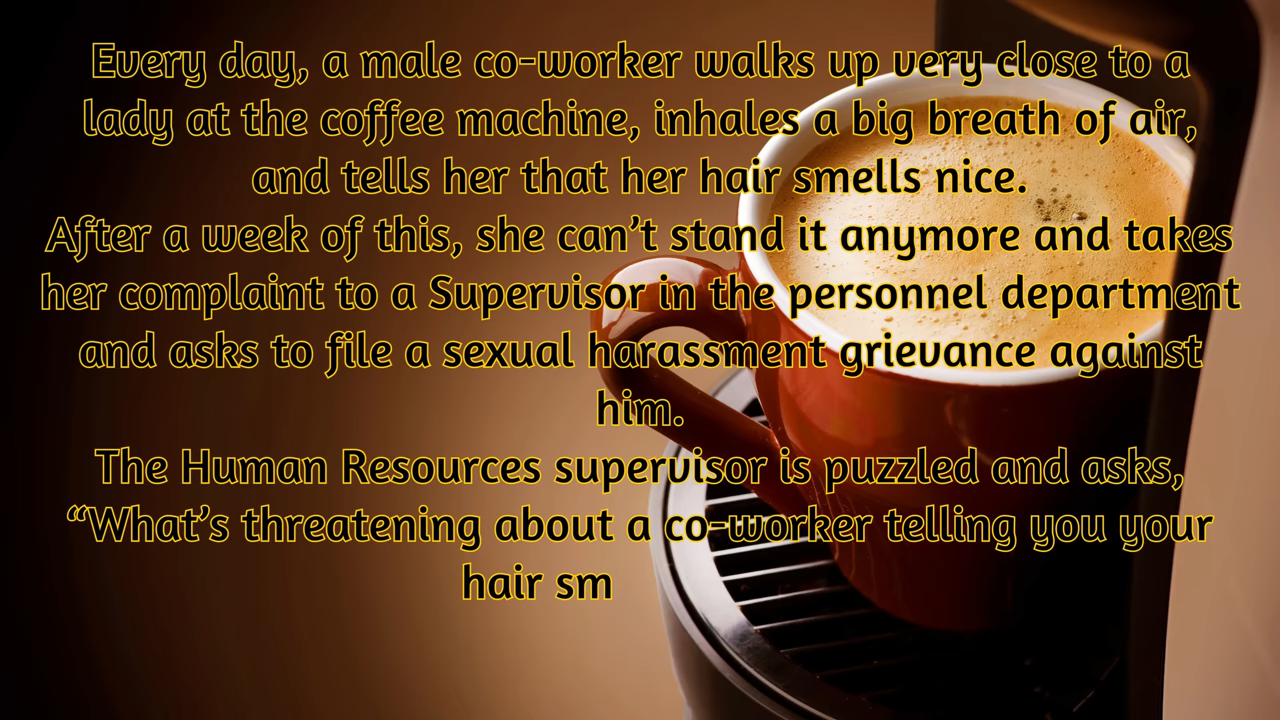 Every day, a male co-worker walks up very close to a
lady at the coffee machine, inhales a big breath of air,
and tells her that her hair smells nice.
After a week of this, she can’t stand it anymore and takes
her complaint to a Supervisor in the personnel department
and asks to file a sexual harassment grievance against
him.
The Human Resources supervisor is puzzled and asks,
“What’s threatening about a co-worker telling you your
hair sm